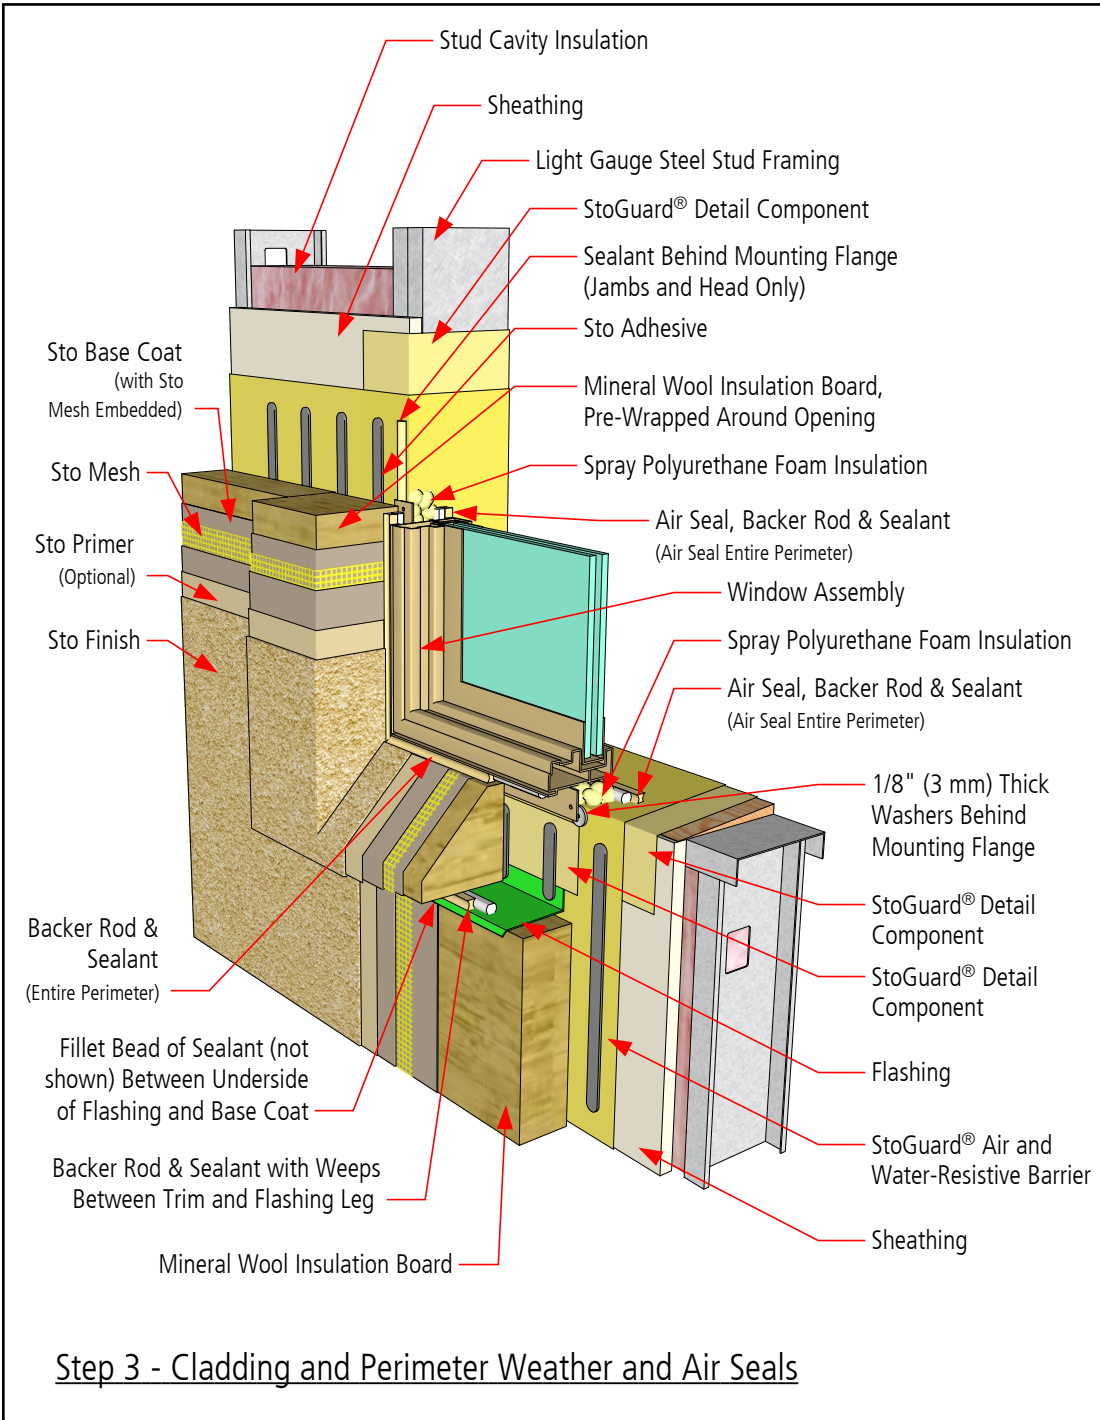 Stud Cavity Insulation
Sheathing
Light Gauge Steel Stud Framing
StoGuard® Detail Component
Sealant Behind Mounting Flange
(Jambs and Head Only)
Sto Adhesive
Mineral Wool Insulation Board,
Pre-Wrapped Around Opening
Spray Polyurethane Foam Insulation
Air Seal, Backer Rod & Sealant
(Air Seal Entire Perimeter)
Window Assembly
Spray Polyurethane Foam Insulation
Air Seal, Backer Rod & Sealant
(Air Seal Entire Perimeter)
1/8" (3 mm) Thick
Washers Behind
Mounting Flange
StoGuard® Detail
Component
StoGuard® Detail
Component
Flashing
StoGuard® Air and
Water-Resistive Barrier
Sheathing
Sto Base Coat
(with Sto
Mesh Embedded)
Sto Mesh
Sto Primer
(Optional)
Sto Finish
Backer Rod &
Sealant
(Entire Perimeter)
Fillet Bead of Sealant (not
shown) Between Underside
of Flashing and Base Coat
Backer Rod & Sealant with Weeps
Between Trim and Flashing Leg
Mineral Wool Insulation Board
Step 3 - Cladding and Perimeter Weather and Air Seals